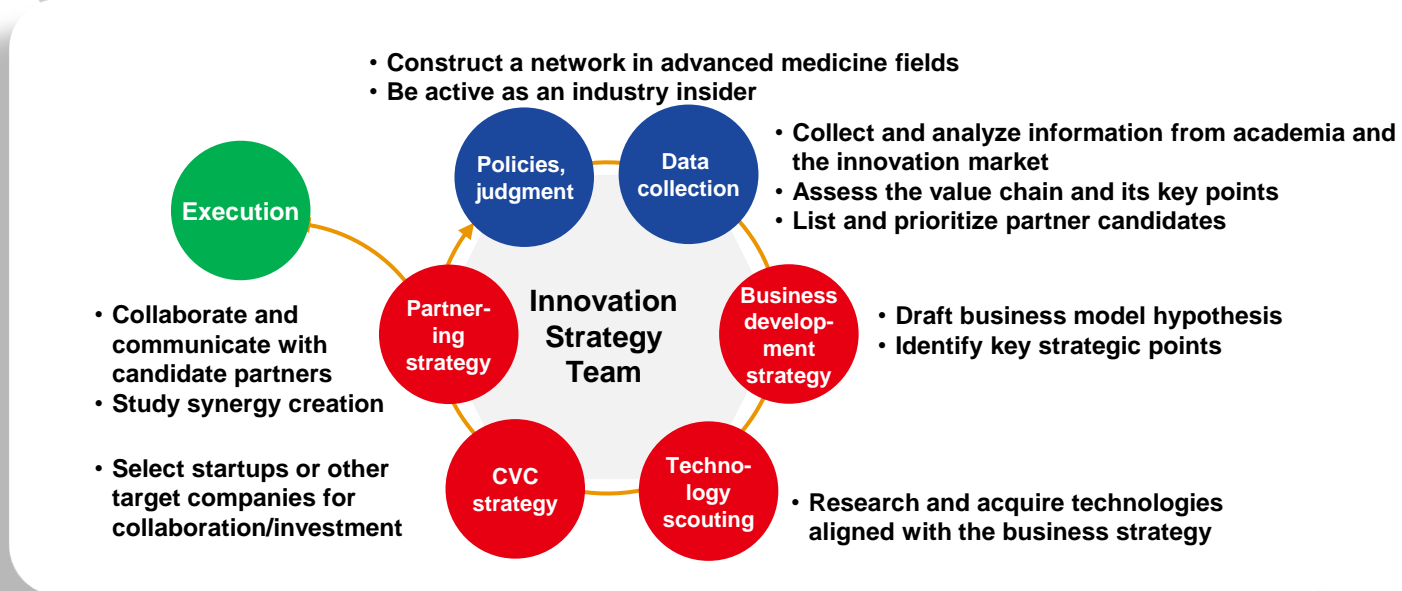 • Construct a network in advanced medicine fields
• Be active as an industry insider
Policies,
judgment
Data
collection
• Collect and analyze information from academia and
the innovation market
• Assess the value chain and its key points
• List and prioritize partner candidates
Execution
Innovation
Strategy
Team
Business
develop-
ment
strategy
• Draft business model hypothesis
• Identify key strategic points
Techno-
logy
scouting
• Research and acquire technologies
aligned with the business strategy
CVC
strategy
• Select startups or other
target companies for
collaboration/investment
Partner-
ing
strategy
• Collaborate and
communicate with
candidate partners
• Study synergy creation